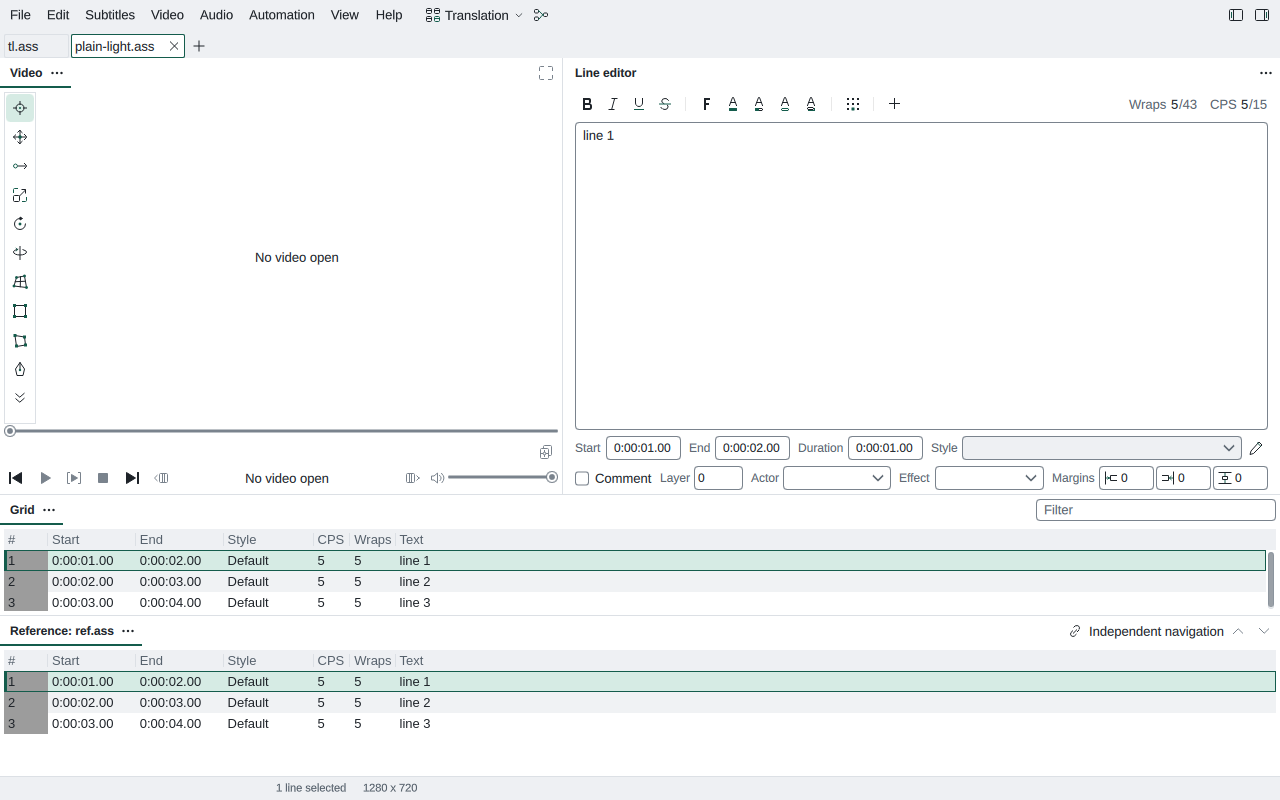 File Edit Subtitles Video Audio Automation View Help Translation
tl.ass plain-light.ass
Video
Line editor
Wraps 5/43 CPS 5/15
line 1
No video open
Start 0:00:01.00 End 0:00:02.00 Duration 0:00:01.00 Style
No video open
Comment Layer 0 Actor Effect Margins 0 0 0
Grid
Filter
# Start End Style CPS Wraps Text
1 0:00:01.00 0:00:02.00 Default 5 5 line 1
2 0:00:02.00 0:00:03.00 Default 5 5 line 2
3 0:00:03.00 0:00:04.00 Default 5 5 line 3
Reference: ref.ass
Independent navigation
# Start End Style CPS Wraps Text
1 0:00:01.00 0:00:02.00 Default 5 5 line 1
2 0:00:02.00 0:00:03.00 Default 5 5 line 2
3 0:00:03.00 0:00:04.00 Default 5 5 line 3
1 line selected 1280 x 720